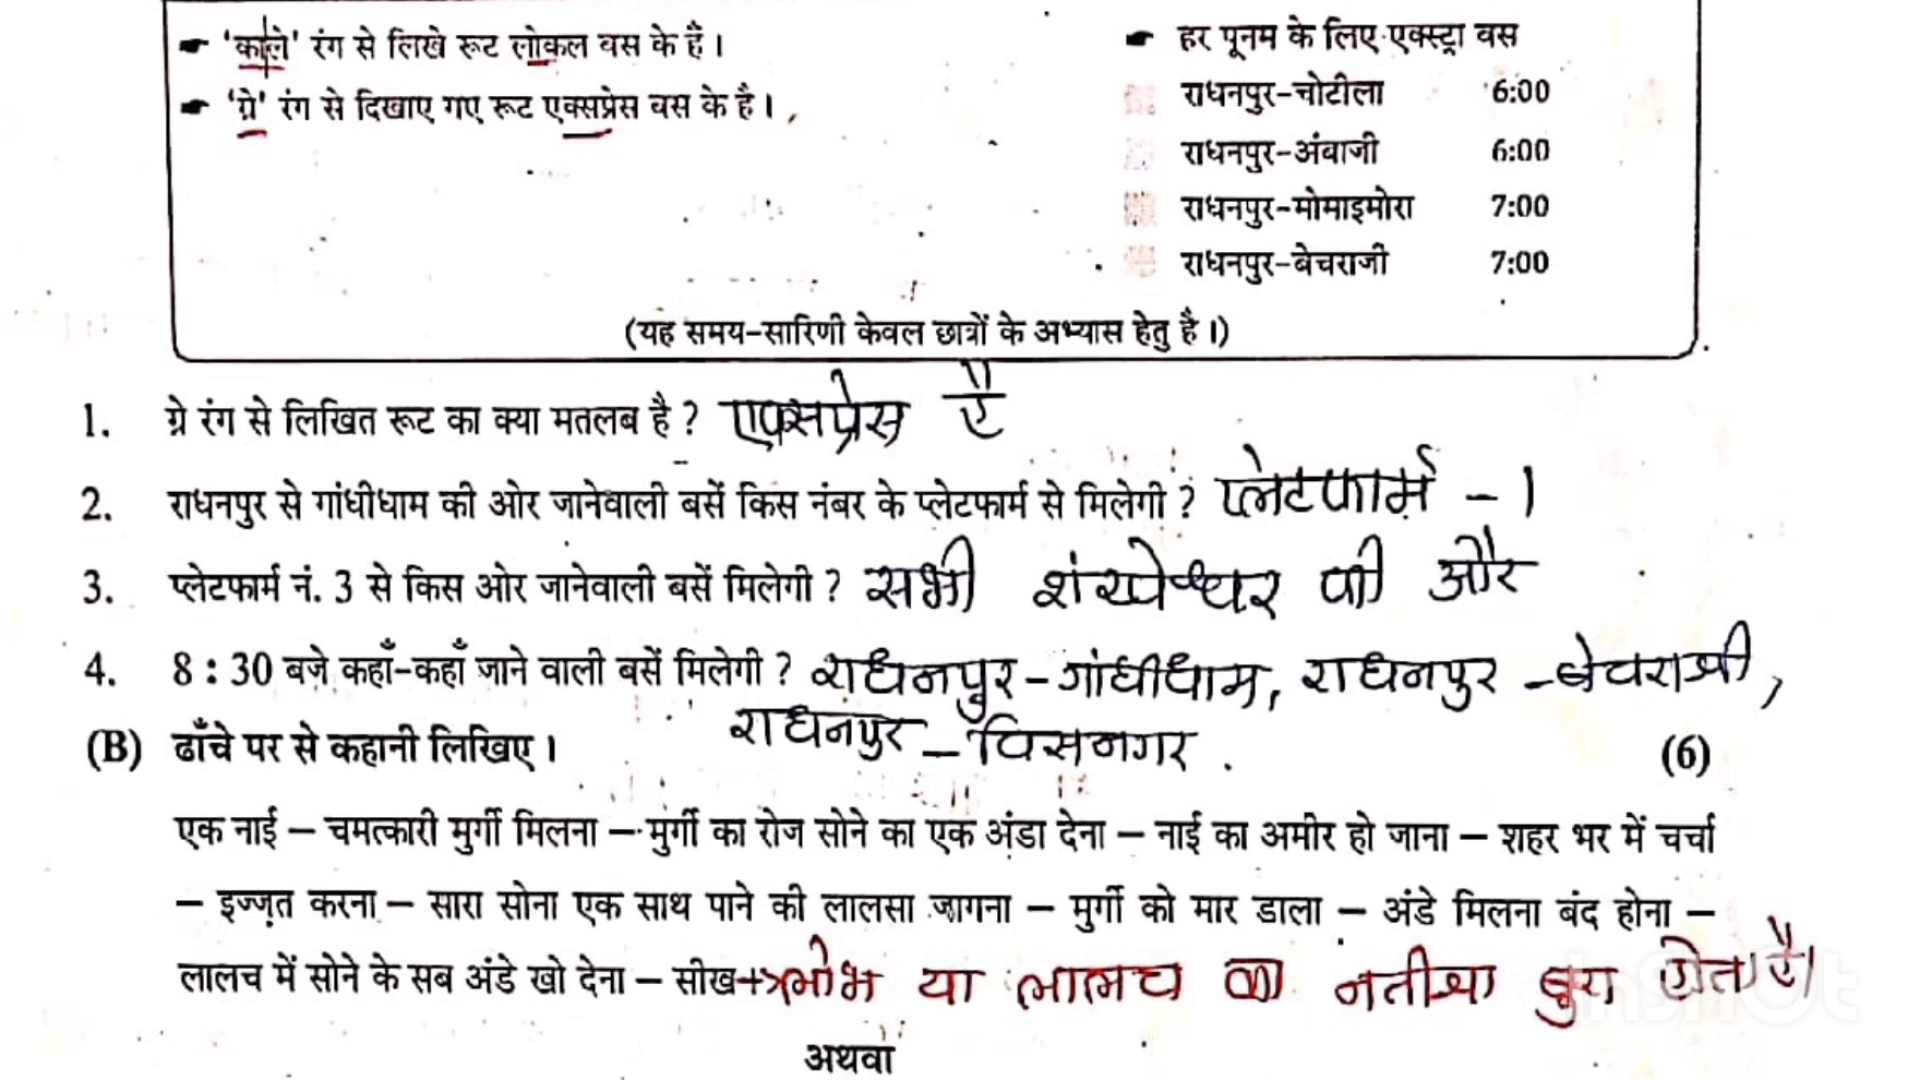 ☛ 'काले' रंग से लिखे रूट लोकल बस के हैं।
☛ 'ग्रे' रंग से दिखाए गए रूट एक्सप्रेस बस के है।
☛ हर पूनम के लिए एक्स्ट्रा बस
राधनपुर-चोटीला 6:00
राधनपुर-अंबाजी 6:00
राधनपुर-मोमाइमोरा 7:00
राधनपुर-बेचराजी 7:00
(यह समय-सारिणी केवल छात्रों के अभ्यास हेतु है।)
1. ग्रे रंग से लिखित रूट का क्या मतलब है? एक्सप्रेस है
2. राधनपुर से गांधीधाम की ओर जानेवाली बसें किस नंबर के प्लेटफार्म से मिलेगी? प्लेटफार्म - 1
3. प्लेटफार्म नं. 3 से किस ओर जानेवाली बसें मिलेगी? सभी शंखेश्वर की और
4. 8 : 30 बजे कहाँ-कहाँ जाने वाली बसें मिलेगी? राधनपुर-गांधीधाम, राधनपुर-बेचराजी,
राधनपुर-विसनगर.
(B) ढाँचे पर से कहानी लिखिए। (6)
एक नाई – चमत्कारी मुर्गी मिलना – मुर्गी का रोज सोने का एक अंडा देना – नाई का अमीर हो जाना – शहर भर में चर्चा
– इज्ज़त करना – सारा सोना एक साथ पाने की लालसा जागना – मुर्गी को मार डाला – अंडे मिलना बंद होना –
लालच में सोने के सब अंडे खो देना – सीख→ लोभ या लालच का नतीजा बुरा होता है।
अथवा
InShOt